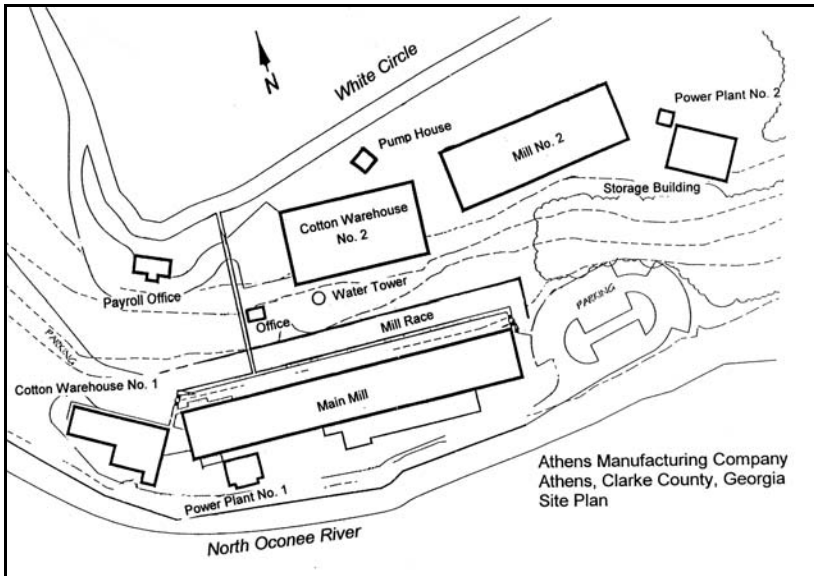 N
White Circle
Power Plant No. 2
Pump House
Mill No. 2
Storage Building
Cotton Warehouse
No. 2
Payroll Office
Water Tower
Office
Mill Race
PARKING
PARKING
Cotton Warehouse No. 1
Main Mill
Power Plant No. 1
North Oconee River
Athens Manufacturing Company
Athens, Clarke County, Georgia
Site Plan